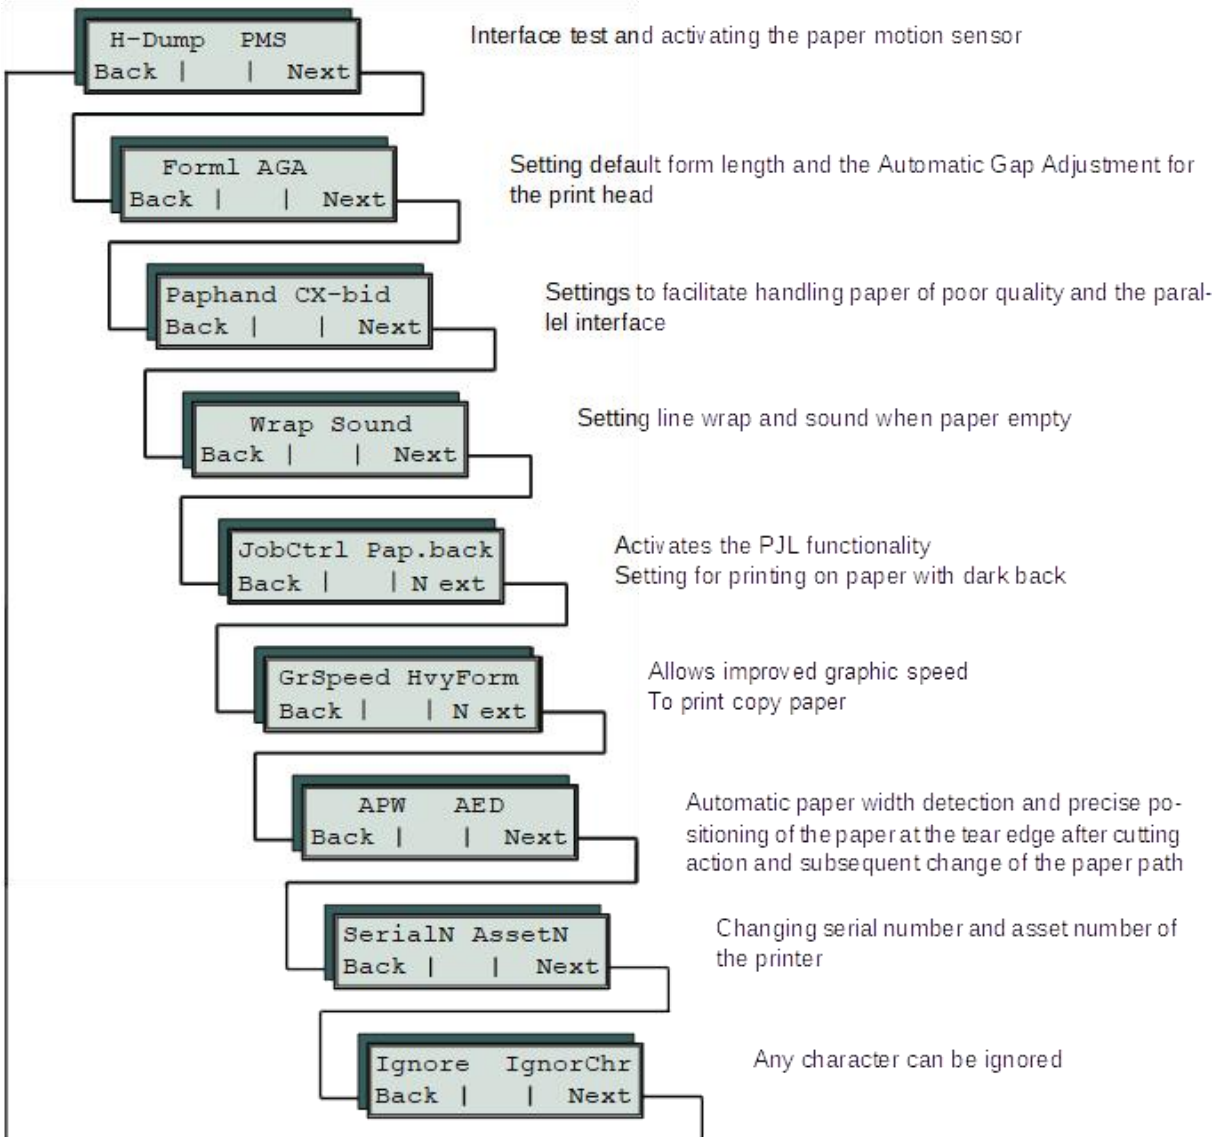 H-Dump PMS
Back | | Next
Interface test and activating the paper motion sensor
Forml AGA
Back | | Next
Setting default form length and the Automatic Gap Adjustment for
the print head
Paphand CX-bid
Back | | Next
Settings to facilitate handling paper of poor quality and the paral-
lel interface
Wrap Sound
Back | | Next
Setting line wrap and sound when paper empty
JobCtrl Pap.back
Back | | N ext
Activates the PJL functionality
Setting for printing on paper with dark back
GrSpeed HvyForm
Back | | N ext
Allows improved graphic speed
To print copy paper
APW AED
Back | | Next
Automatic paper width detection and precise po-
sitioning of the paper at the tear edge after cutting
action and subsequent change of the paper path
SerialN AssetN
Back | | Next
Changing serial number and asset number of
the printer
Ignore IgnorChr
Back | | Next
Any character can be ignored